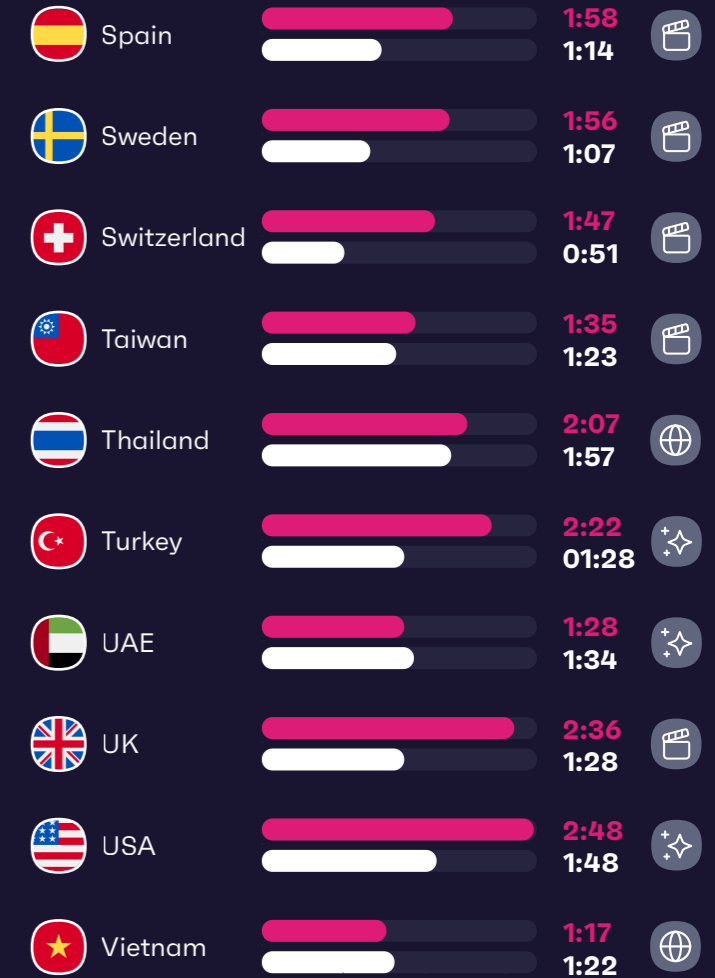 Spain
1:58
1:14
Sweden
1:56
1:07
Switzerland
1:47
0:51
Taiwan
1:35
1:23
Thailand
2:07
1:57
Turkey
2:22
01:28
UAE
1:28
1:34
UK
2:36
1:28
USA
2:48
1:48
Vietnam
1:17
1:22